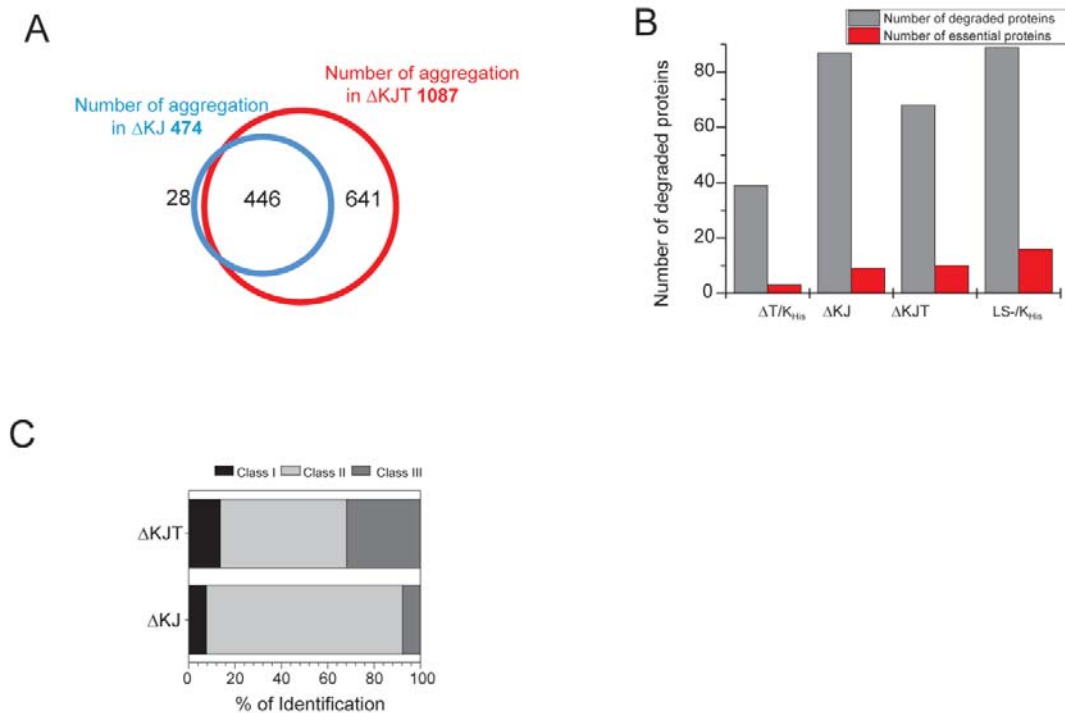 A
Number of aggregation
in ΔKJT 1087
Number of aggregation
in ΔKJ 474
28
446
641
B
Number of degraded proteins
Number of essential proteins
Number of degraded proteins
80
60
40
20
0
ΔT/KHis
ΔKJ
ΔKJT
LS-/KHis
C
Class I
Class II
Class III
ΔKJT
ΔKJ
0 20 40 60 80 100
% of Identification